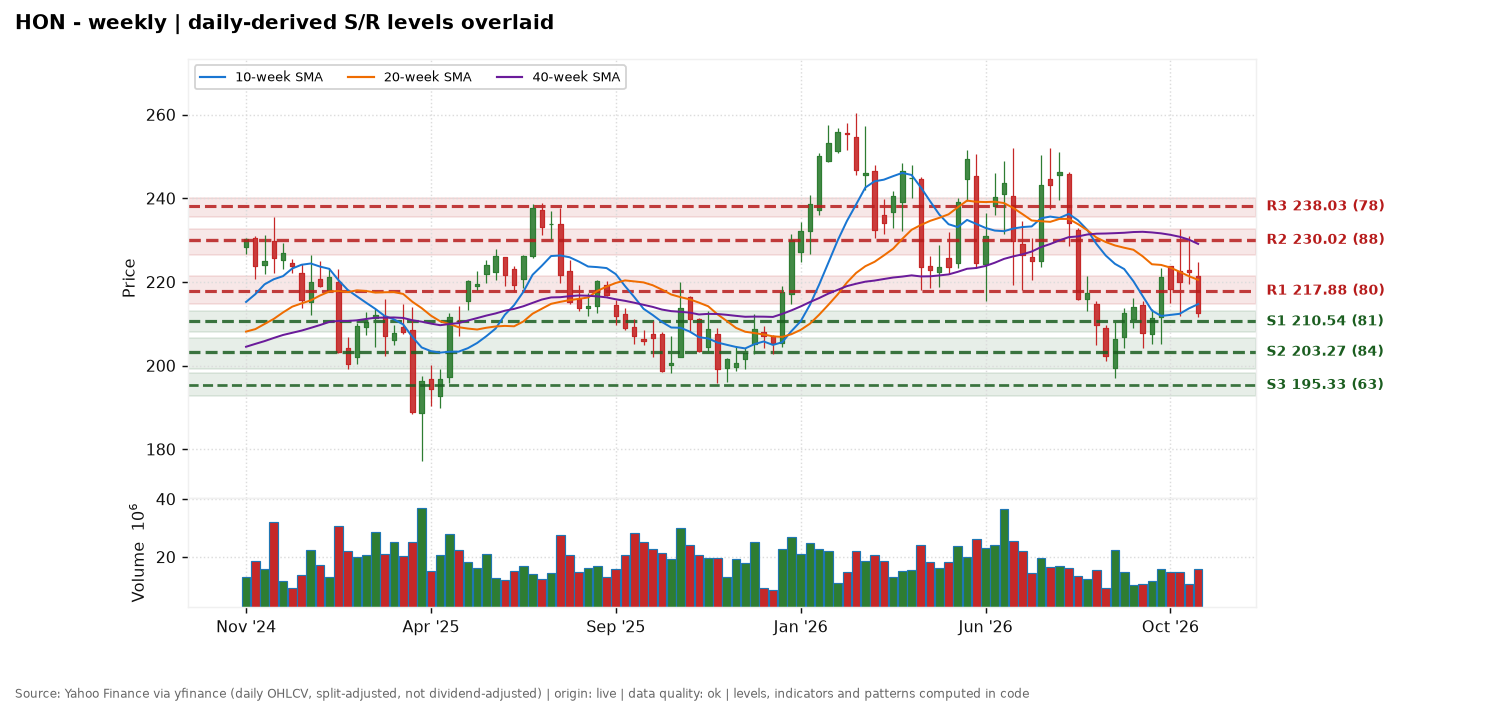 HON - weekly | daily-derived S/R levels overlaid
10-week SMA 20-week SMA 40-week SMA
Price
260
240
220
200
180
R3 238.03 (78)
R2 230.02 (88)
R1 217.88 (80)
S1 210.54 (81)
S2 203.27 (84)
S3 195.33 (63)
Volume 10⁶
40
20
Nov '24 Apr '25 Sep '25 Jan '26 Jun '26 Oct '26
Source: Yahoo Finance via yfinance (daily OHLCV, split-adjusted, not dividend-adjusted) | origin: live | data quality: ok | levels, indicators and patterns computed in code